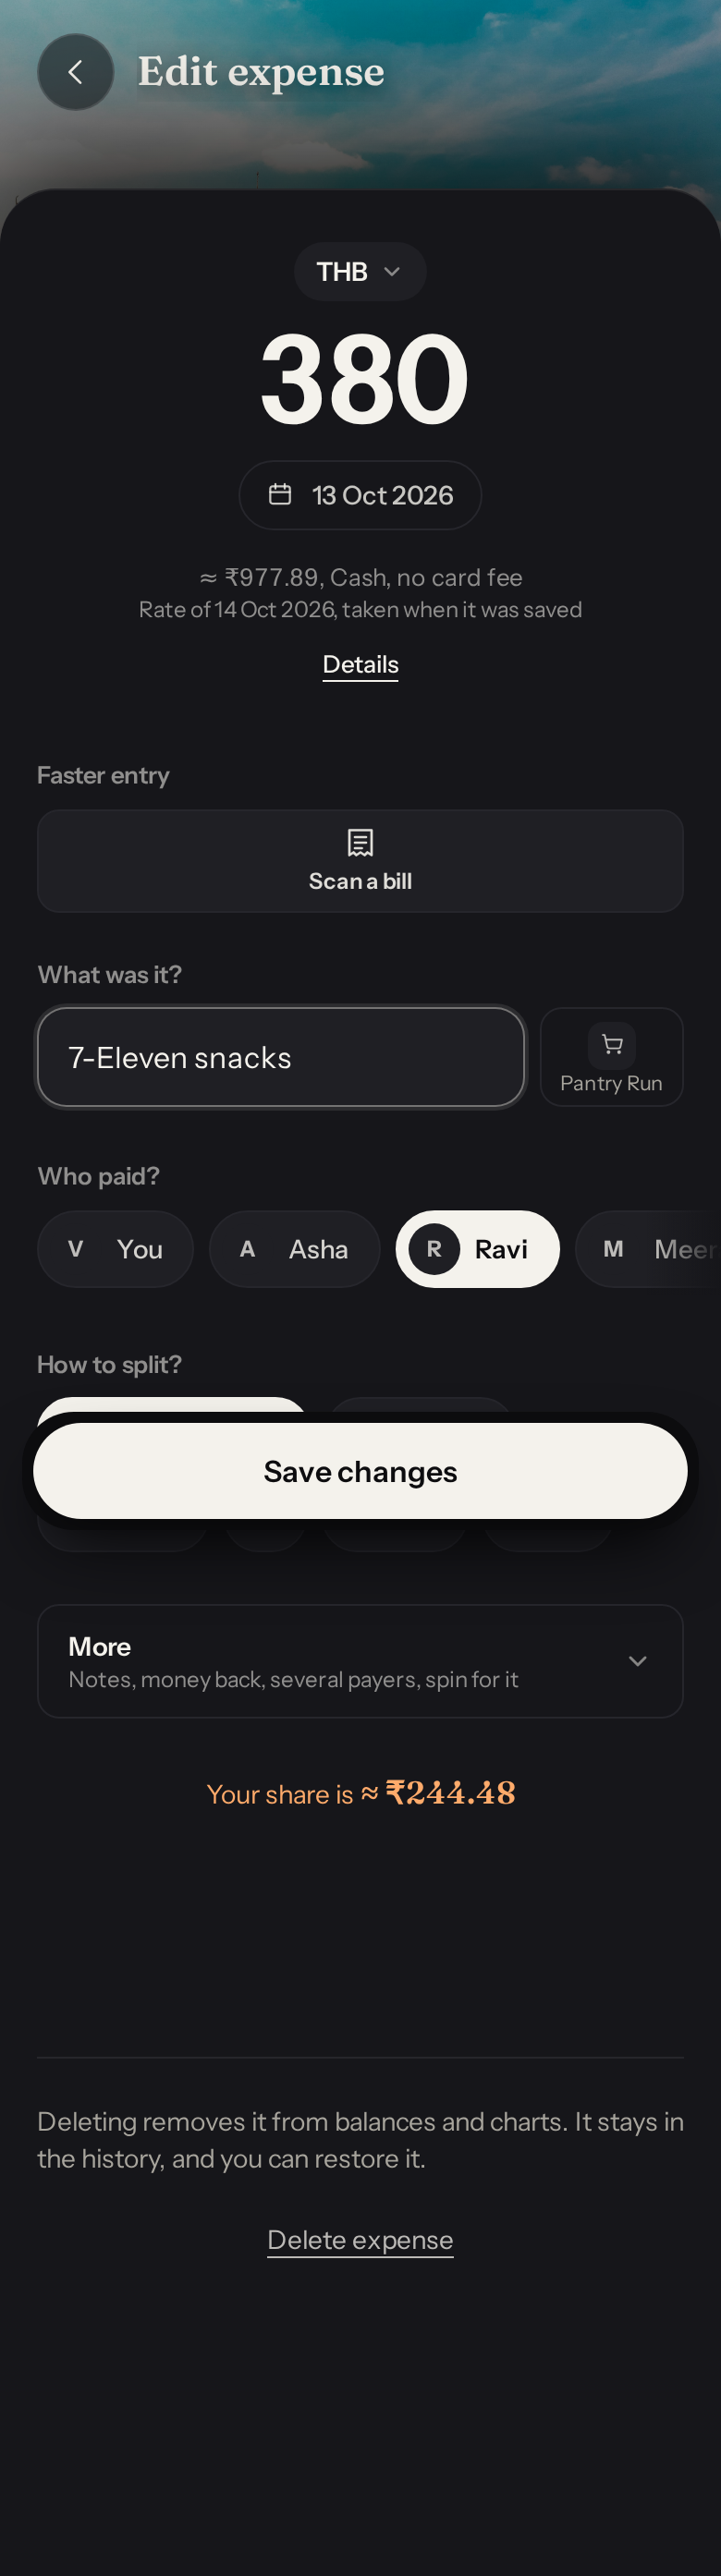 Edit expense
THB
380
13 Oct 2026
≈ ₹977.89, Cash, no card fee
Rate of 14 Oct 2026, taken when it was saved
Details
Faster entry
Scan a bill
What was it?
7-Eleven snacks
Pantry Run
Who paid?
V You A Asha R Ravi M
How to split?
Save changes
More
Notes, money back, several payers, spin for it
Your share is ≈ ₹244.48
Deleting removes it from balances and charts. It stays in
the history, and you can restore it.
Delete expense